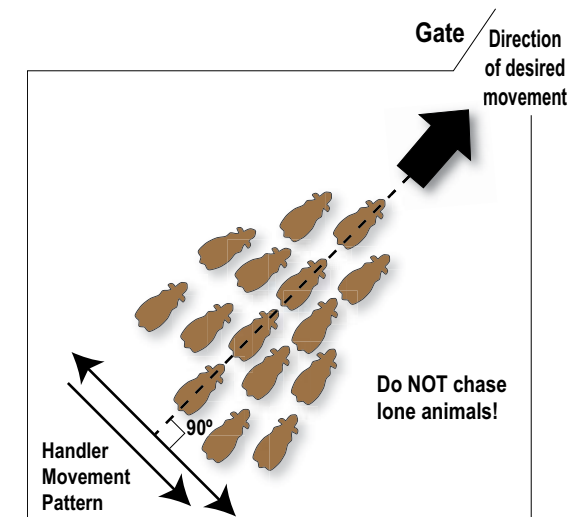 Gate
Direction
of desired
movement
Do NOT chase
lone animals!
90º
Handler
Movement
Pattern